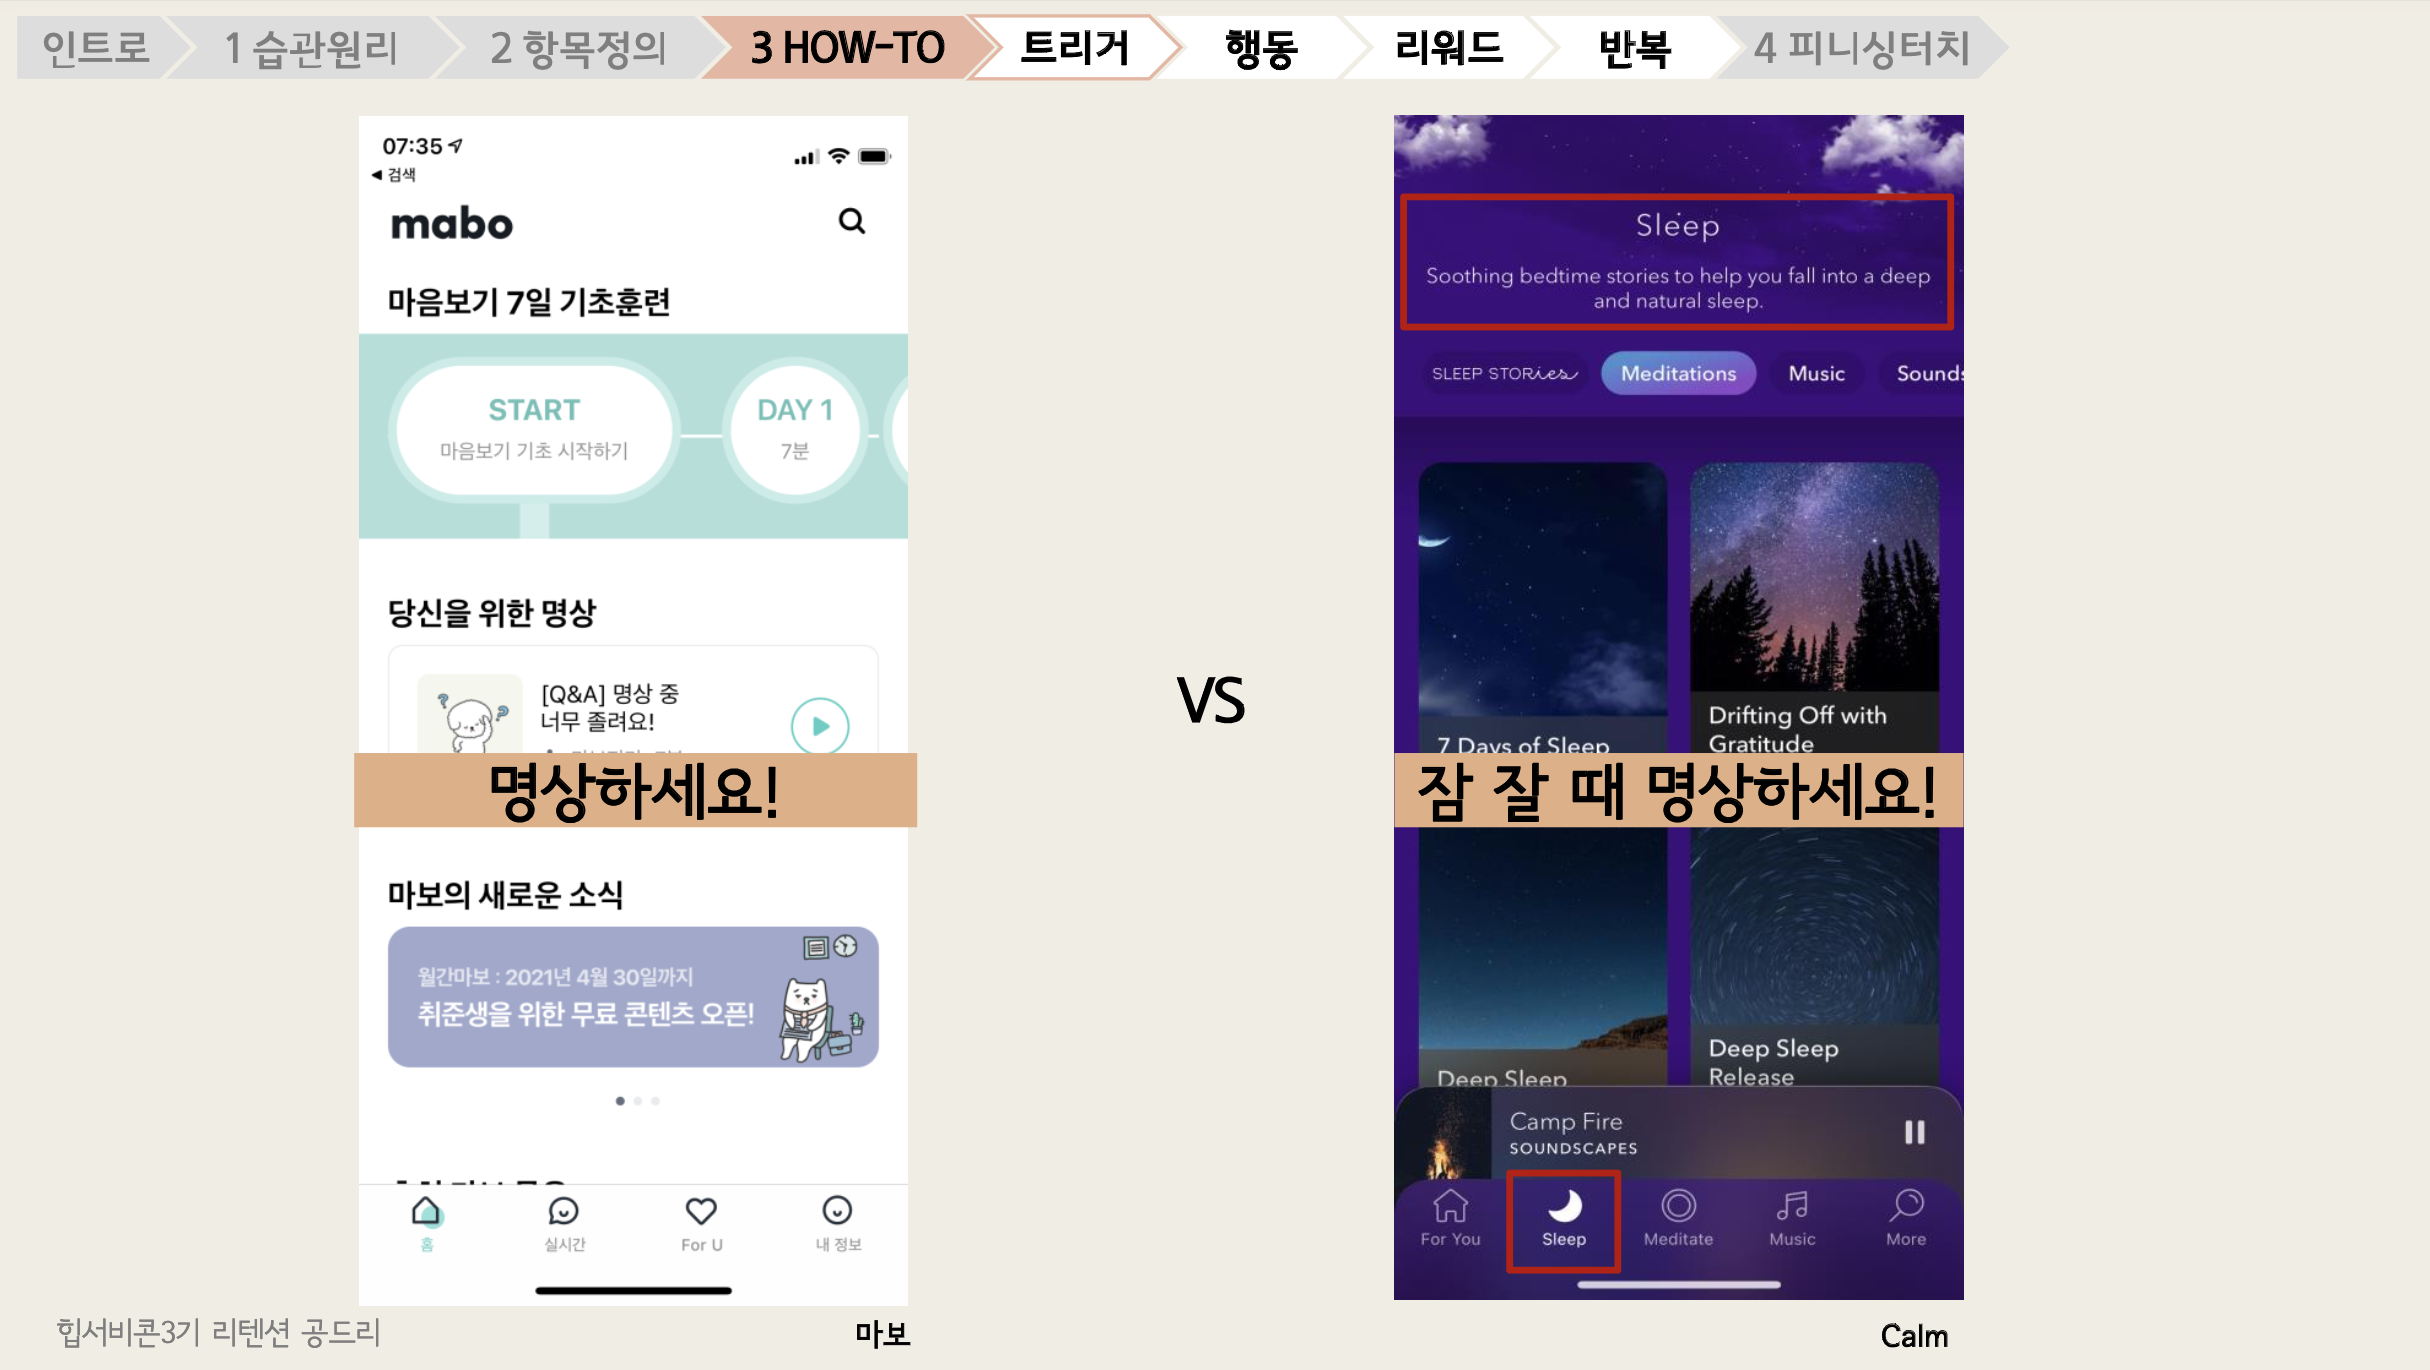 인트로
1 습관원리
2 항목정의
3 HOW-TO
트리거
행동
리워드
반복
4 피니싱터치
07:35
◀ 검색
mabo
마음보기 7일 기초훈련
START
마음보기 기초 시작하기
DAY 1
7분
당신을 위한 명상
[Q&A] 명상 중
너무 졸려요!
명상하세요!
마보의 새로운 소식
월간마보 : 2021년 4월 30일까지
취준생을 위한 무료 콘텐츠 오픈!
홈
실시간
For U
내 정보
마보
VS
Sleep
Soothing bedtime stories to help you fall into a deep
and natural sleep.
SLEEP STORies
Meditations
Music
Sounds
7 Days of Sleep
Drifting Off with
Gratitude
잠 잘 때 명상하세요!
Deep Sleep
Deep Sleep
Release
Camp Fire
SOUNDSCAPES
For You
Sleep
Meditate
Music
More
Calm
힙서비콘3기 리텐션 공드리